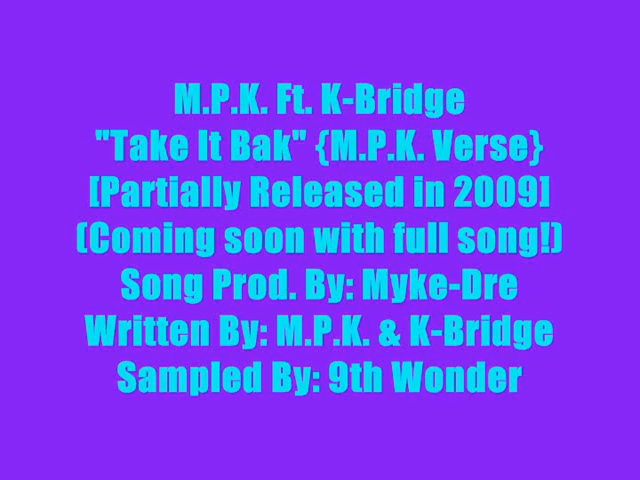 M.P.K. Ft. K-Bridge
"Take It Bak" {M.P.K. Verse}
[Partially Released in 2009]
(Coming soon with full song!)
Song Prod. By: Myke-Dre
Written By: M.P.K. & K-Bridge
Sampled By: 9th Wonder